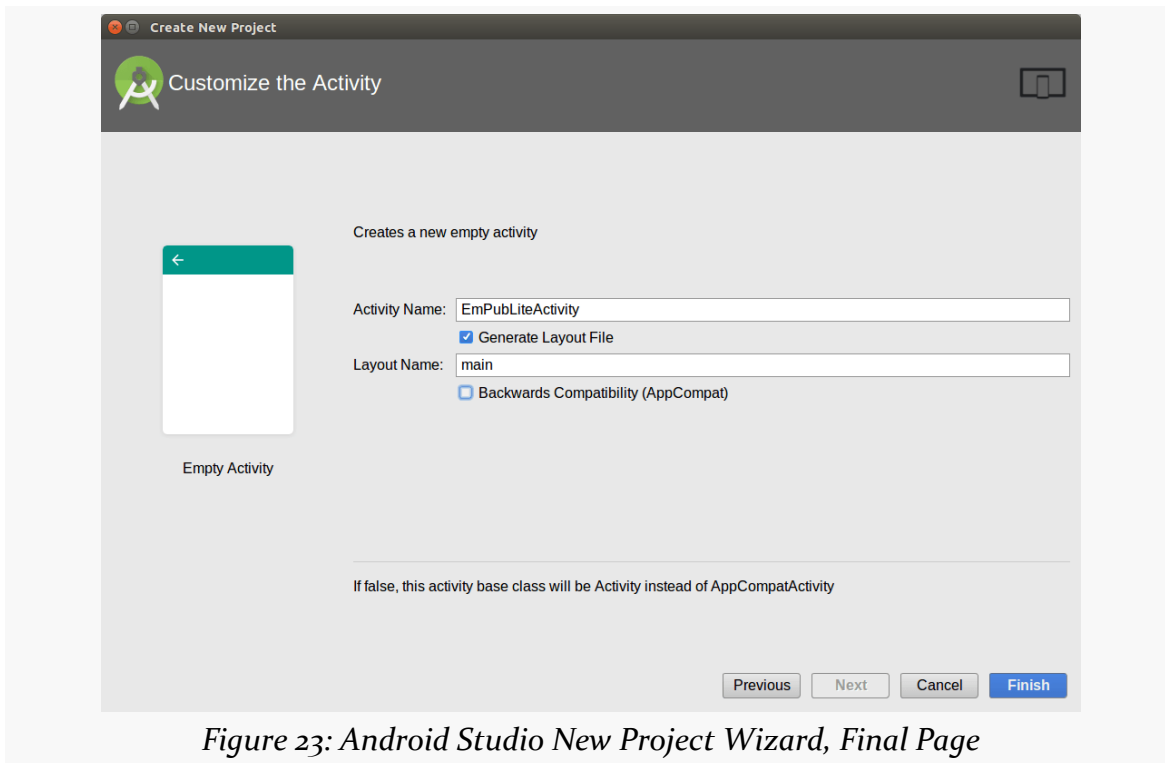 Create New Project
Customize the Activity
Creates a new empty activity
Activity Name: EmPubLiteActivity
Generate Layout File
Layout Name: main
Backwards Compatibility (AppCompat)
Empty Activity
If false, this activity base class will be Activity instead of AppCompatActivity
Previous Next Cancel Finish
Figure 23: Android Studio New Project Wizard, Final Page